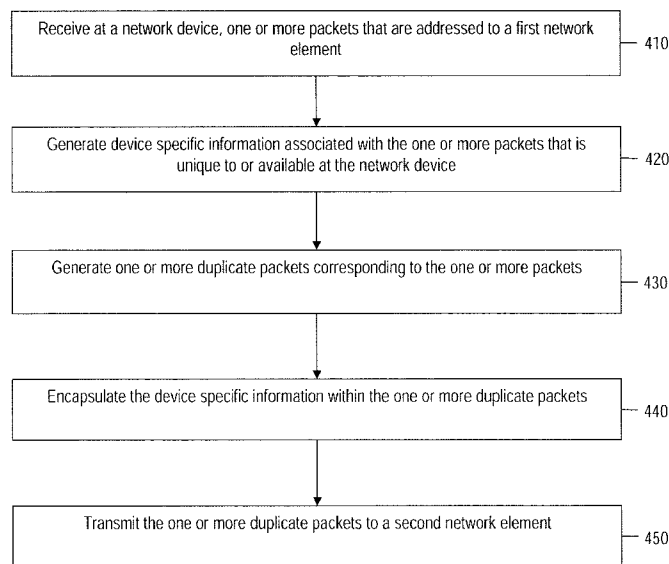 Receive at a network device, one or more packets that are addressed to a first network
element
410
Generate device specific information associated with the one or more packets that is
unique to or available at the network device
420
Generate one or more duplicate packets corresponding to the one or more packets
430
Encapsulate the device specific information within the one or more duplicate packets
440
Transmit the one or more duplicate packets to a second network element
450